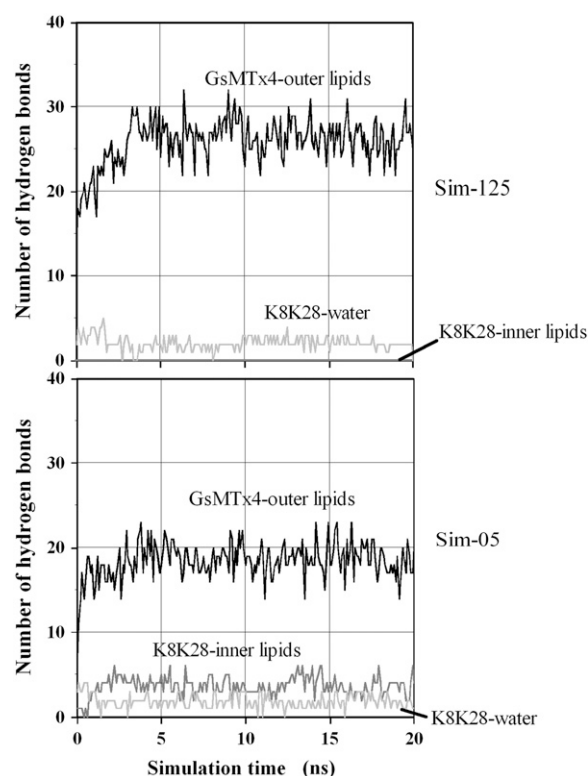 40
GsMTx4-outer lipids
30
20
Sim-125
10
K8K28-water
K8K28-inner lipids
0
Number of hydrogen bonds
40
30
GsMTx4-outer lipids
20
Sim-05
10
K8K28-inner lipids
0
K8K28-water
Number of hydrogen bonds
0 5 10 15 20
Simulation time (ns)